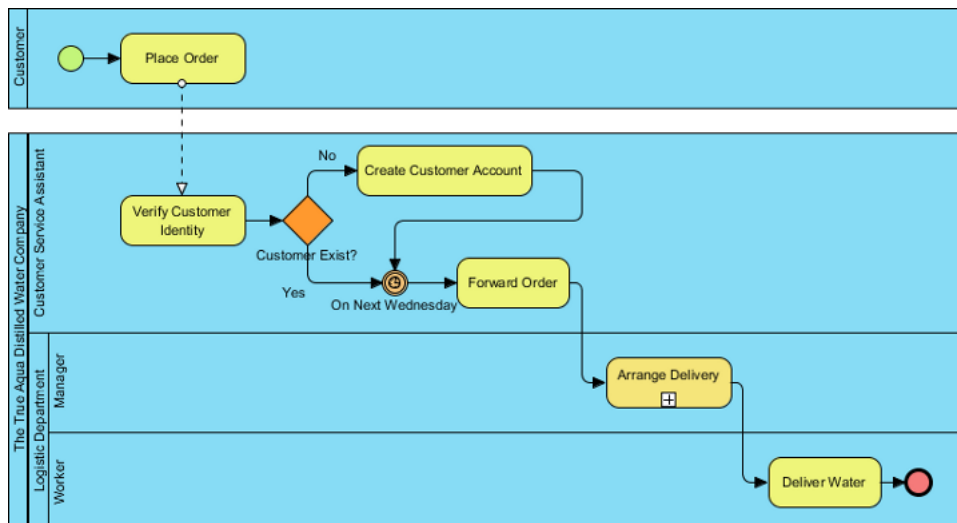 Customer
Place Order
The True Aqua Distilled Water Company
Customer Service Assistant
No
Create Customer Account
Verify Customer
Identity
Customer Exist?
Yes
On Next Wednesday
Forward Order
Logistic Department
Manager
Arrange Delivery
Worker
Deliver Water